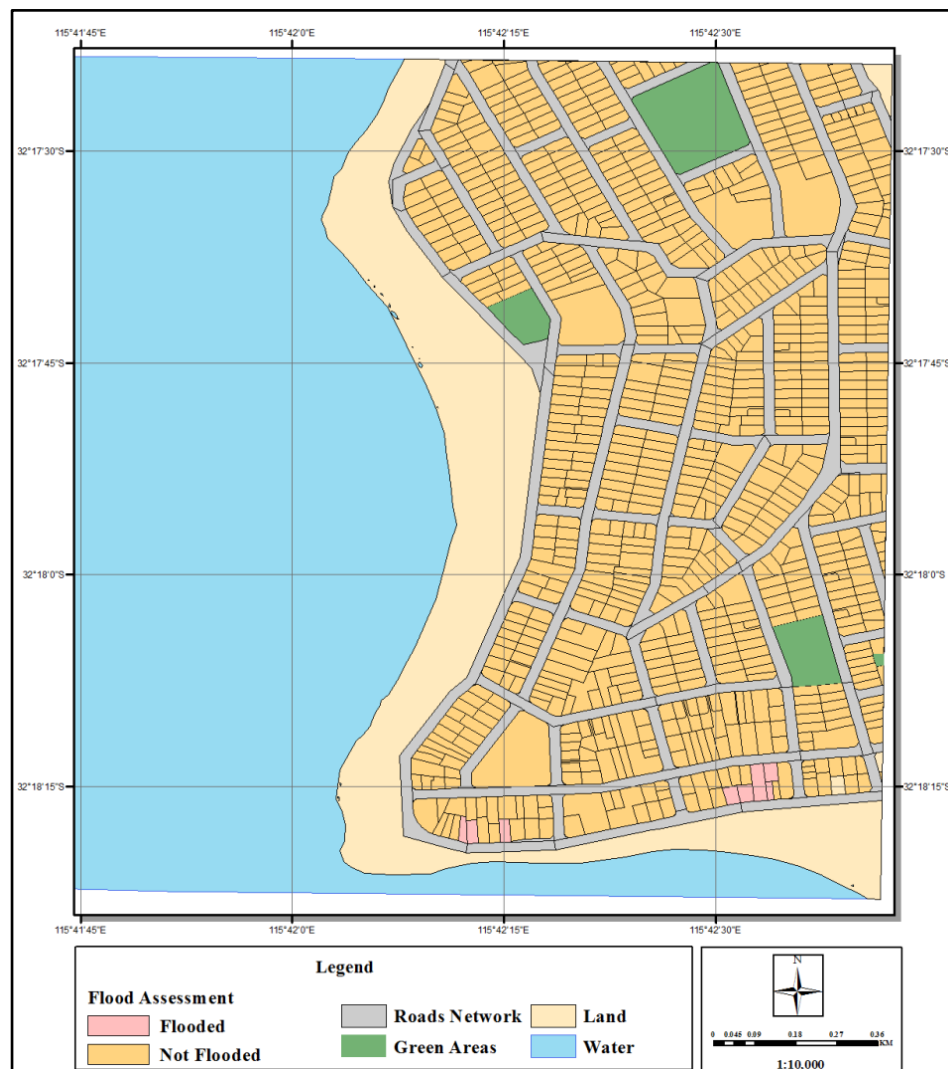 115°41'45"E 115°42'0"E 115°42'15"E 115°42'30"E
32°17'30"S 32°17'30"S
32°17'45"S 32°17'45"S
32°18'0"S 32°18'0"S
32°18'15"S 32°18'15"S
115°41'45"E 115°42'0"E 115°42'15"E 115°42'30"E
Legend
Flood Assessment
Flooded
Not Flooded
Roads Network
Green Areas
Land
Water
N
0 0.045 0.09 0.18 0.27 0.36
KM
1:10.000